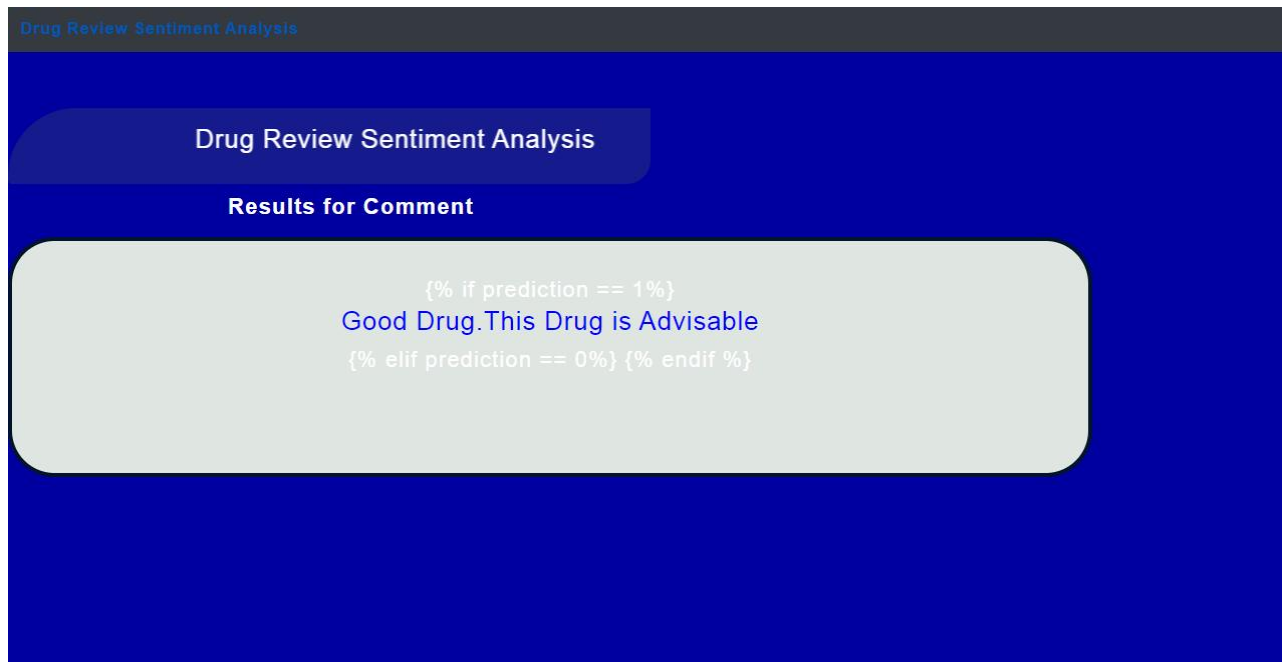 Drug Review Sentiment Analysis
Drug Review Sentiment Analysis
Results for Comment
{% if prediction == 1%}
Good Drug.This Drug is Advisable
{% elif prediction == 0%} {% endif %}